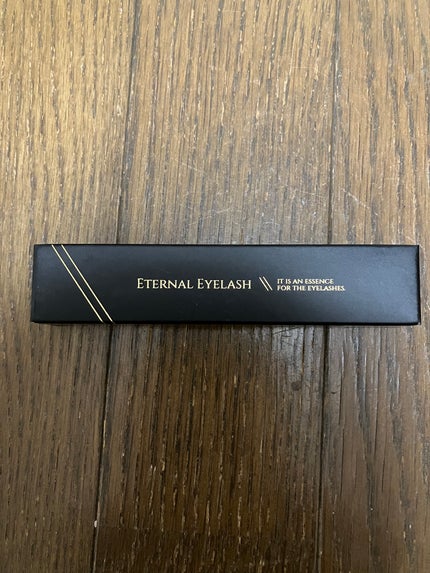 ETERNAL EYELASH
IT IS AN ESSENCE
FOR THE EYELASHES.